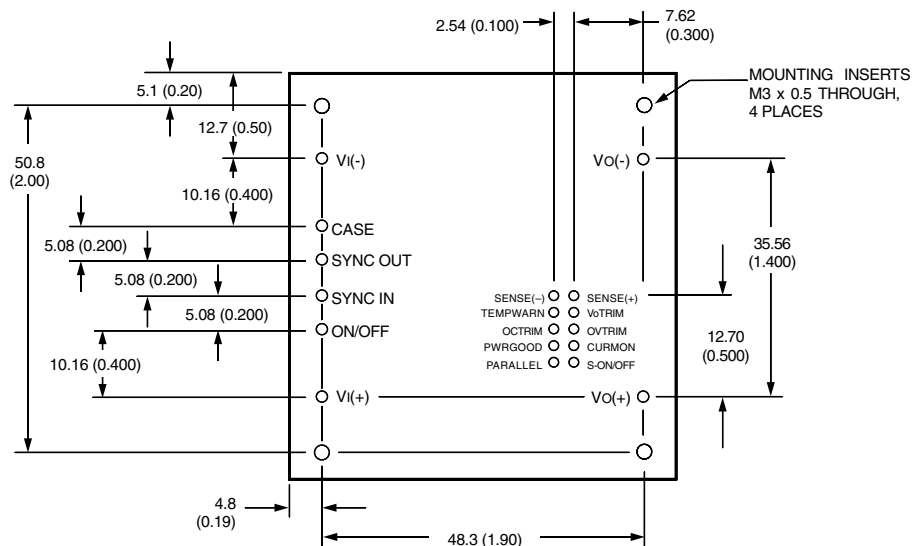 2.54 (0.100)
7.62
(0.300)
5.1 (0.20)
12.7 (0.50)
MOUNTING INSERTS
M3 x 0.5 THROUGH,
4 PLACES
50.8
(2.00)
VI(-)
VO(-)
10.16 (0.400)
CASE
5.08 (0.200)
SYNC OUT
35.56
(1.400)
5.08 (0.200)
SYNC IN
SENSE(–)
SENSE(+)
5.08 (0.200)
TEMPWARN
VoTRIM
ON/OFF
OCTRIM
OVTRIM
12.70
(0.500)
PWRGOOD
CURMON
10.16 (0.400)
PARALLEL
S-ON/OFF
VI(+)
VO(+)
4.8
(0.19)
48.3 (1.90)